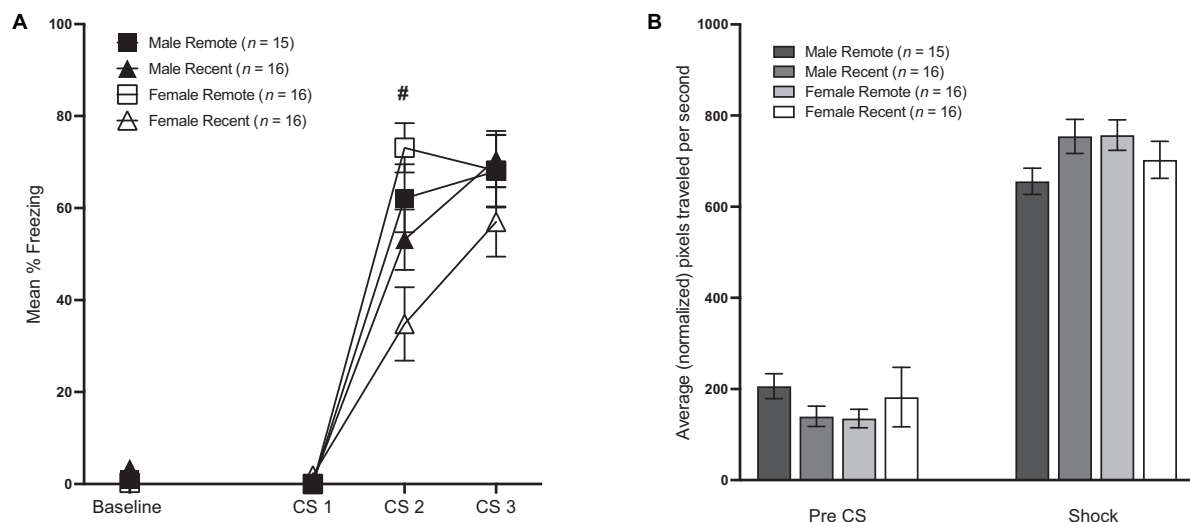 A
Mean % Freezing
100
80
60
40
20
0
Male Remote (n = 15)
Male Recent (n = 16)
Female Remote (n = 16)
Female Recent (n = 16)
#
Baseline
CS 1
CS 2
CS 3
B
Average (normalized) pixels traveled per second
1000
800
600
400
200
0
Male Remote (n = 15)
Male Recent (n = 16)
Female Remote (n = 16)
Female Recent (n = 16)
Pre CS
Shock